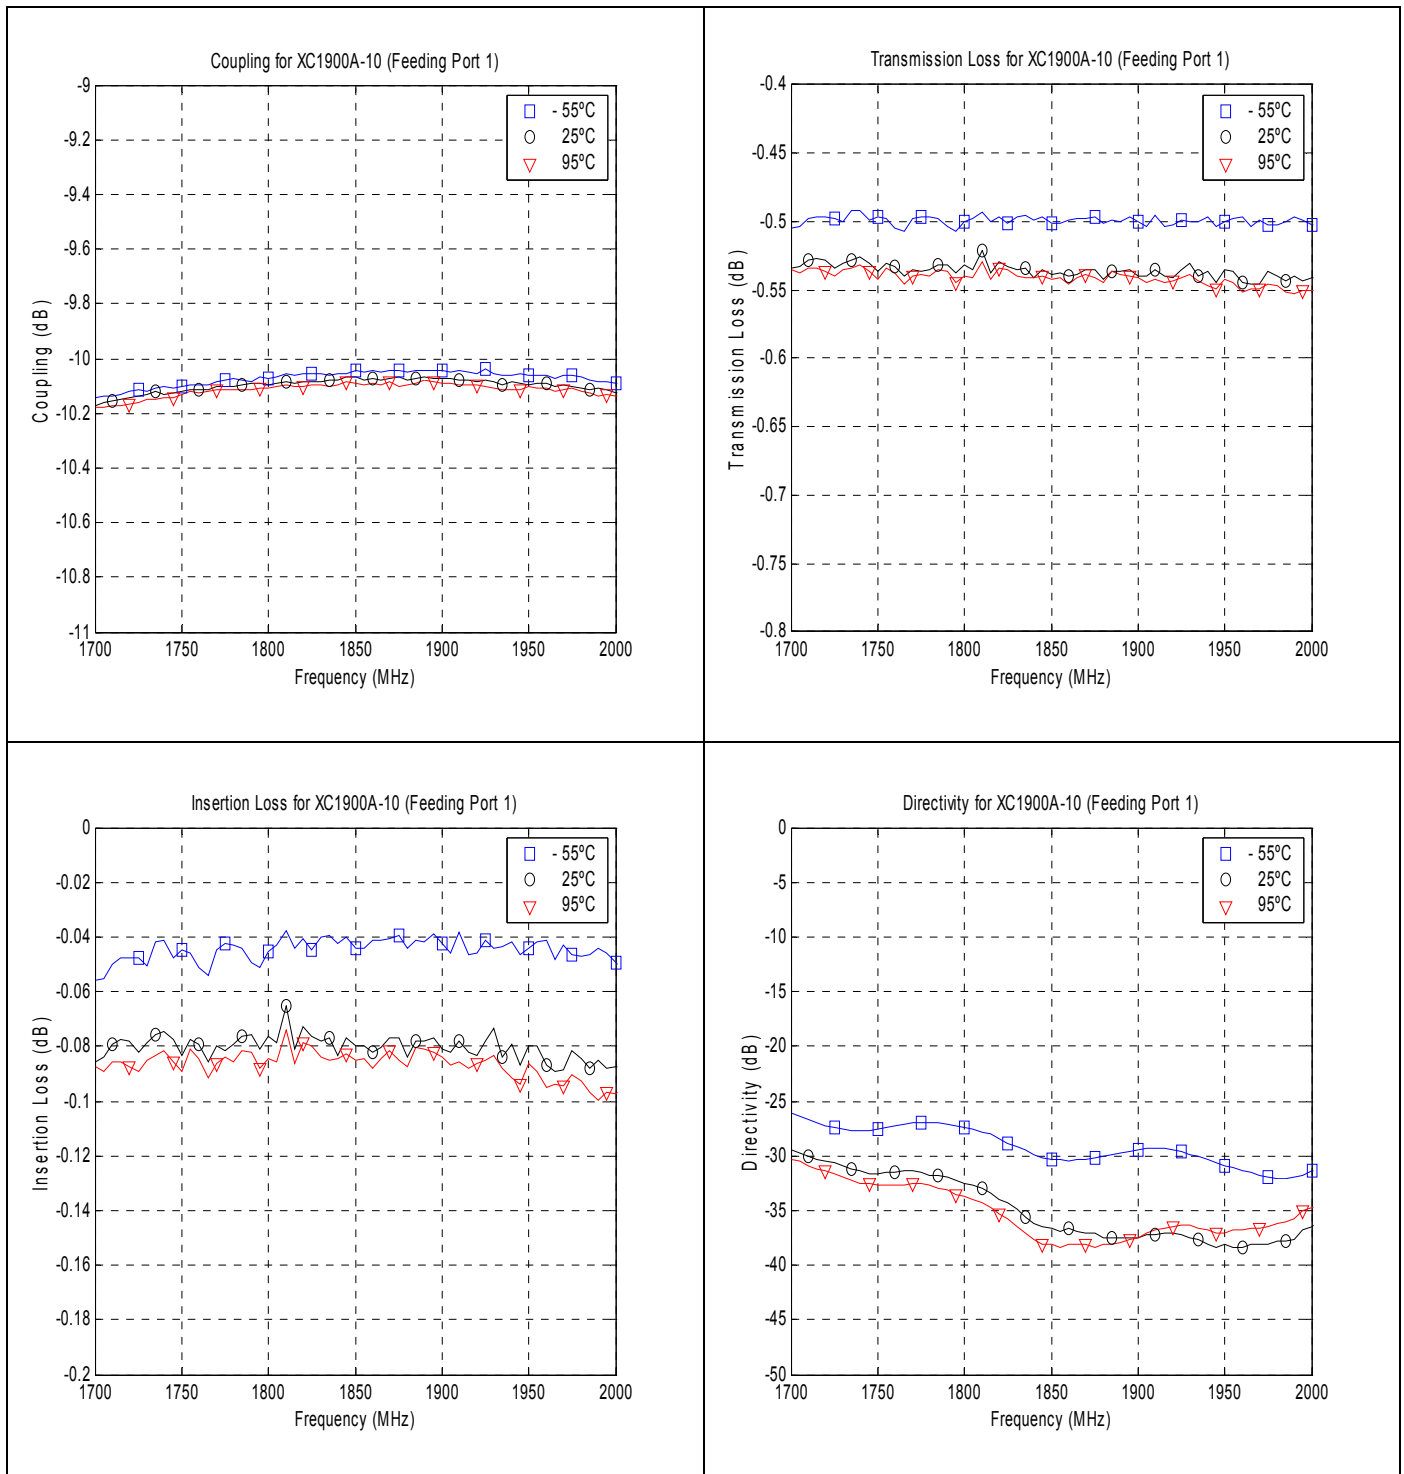 Coupling for XC1900A-10 (Feeding Port 1)
-9
-9.2
-9.4
-9.6
-9.8
-10
-10.2
-10.4
-10.6
-10.8
-11
Coupling (dB)
- 55ºC
25ºC
95ºC
1700 1750 1800 1850 1900 1950 2000
Frequency (MHz)
Transmission Loss for XC1900A-10 (Feeding Port 1)
-0.4
-0.45
-0.5
-0.55
-0.6
-0.65
-0.7
-0.75
-0.8
Transmission Loss (dB)
- 55ºC
25ºC
95ºC
1700 1750 1800 1850 1900 1950 2000
Frequency (MHz)
Insertion Loss for XC1900A-10 (Feeding Port 1)
0
-0.02
-0.04
-0.06
-0.08
-0.1
-0.12
-0.14
-0.16
-0.18
-0.2
Insertion Loss (dB)
- 55ºC
25ºC
95ºC
1700 1750 1800 1850 1900 1950 2000
Frequency (MHz)
Directivity for XC1900A-10 (Feeding Port 1)
0
-5
-10
-15
-20
-25
-30
-35
-40
-45
-50
Directivity (dB)
- 55ºC
25ºC
95ºC
1700 1750 1800 1850 1900 1950 2000
Frequency (MHz)